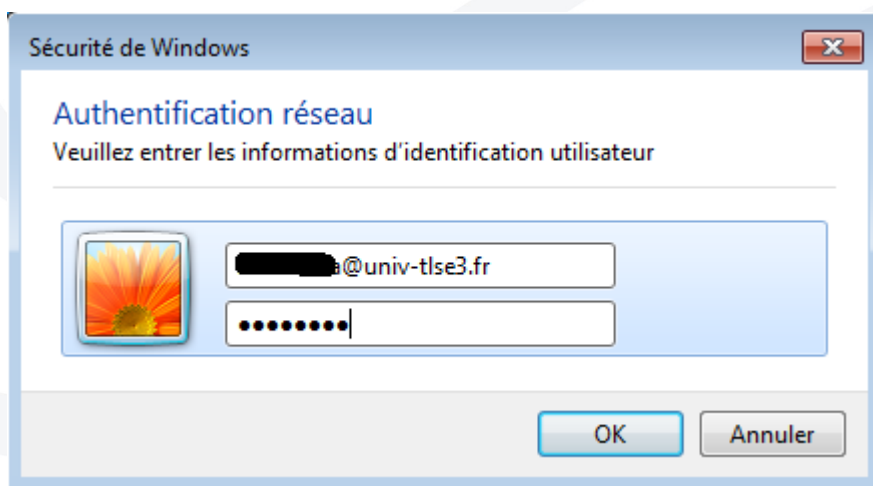 Sécurité de Windows
Authentification réseau
Veuillez entrer les informations d'identification utilisateur
@univ-tlse3.fr
●●●●●●●●
OK
Annuler